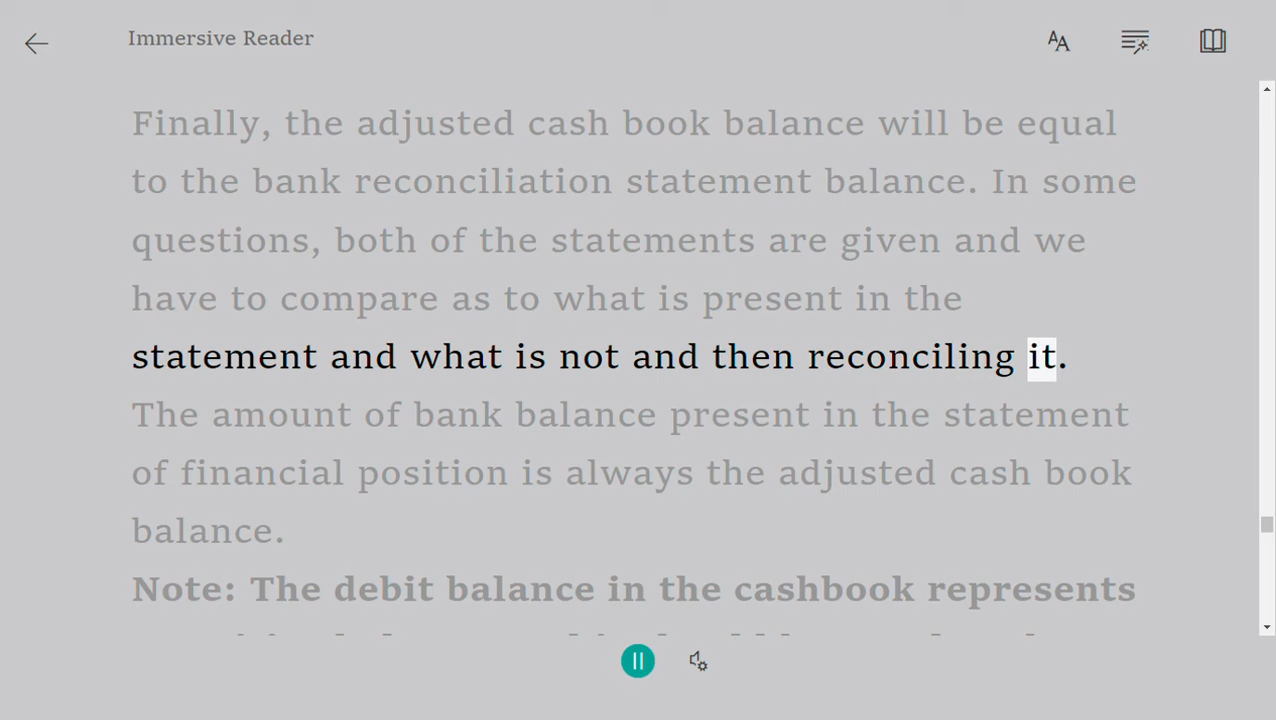 Immersive Reader
Finally, the adjusted cash book balance will be equal
to the bank reconciliation statement balance. In some
questions, both of the statements are given and we
have to compare as to what is present in the
statement and what is not and then reconciling it.
The amount of bank balance present in the statement
of financial position is always the adjusted cash book
balance.
Note: The debit balance in the cashbook represents